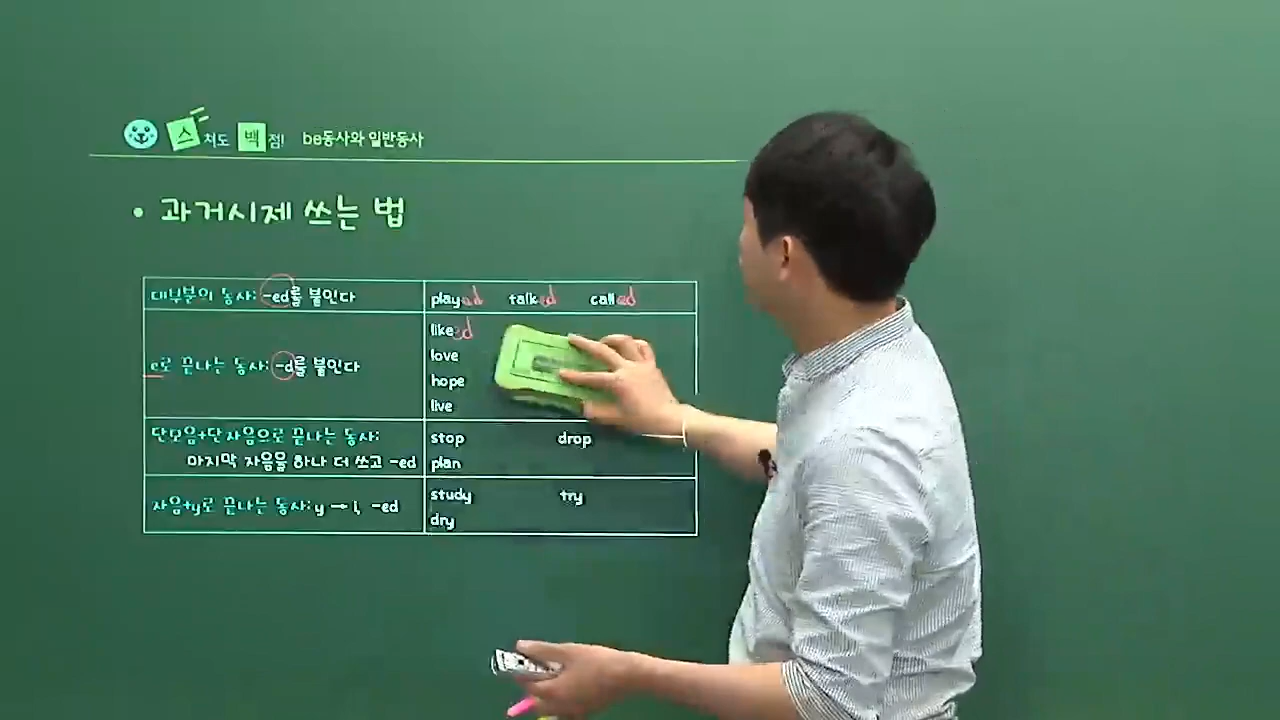 스쳐도 백점! be동사와 일반동사
• 과거시제 쓰는 법
대부분의 동사: -ed를 붙인다
played talked called
e로 끝나는 동사: -d를 붙인다
likeed
love
hope
live
단모음+단자음으로 끝나는 동사:
마지막 자음을 하나 더 쓰고 -ed
stop drop
plan
자음+y로 끝나는 동사: y → i, -ed
study try
dry